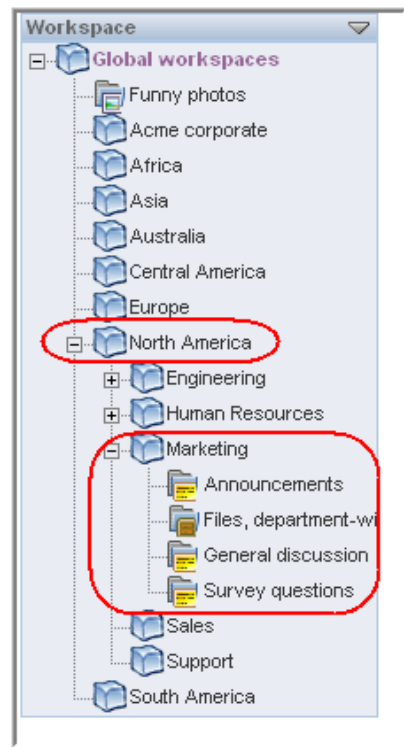 Workspace
Global workspaces
Funny photos
Acme corporate
Africa
Asia
Australia
Central America
Europe
North America
Engineering
Human Resources
Marketing
Announcements
Files, department-wi
General discussion
Survey questions
Sales
Support
South America